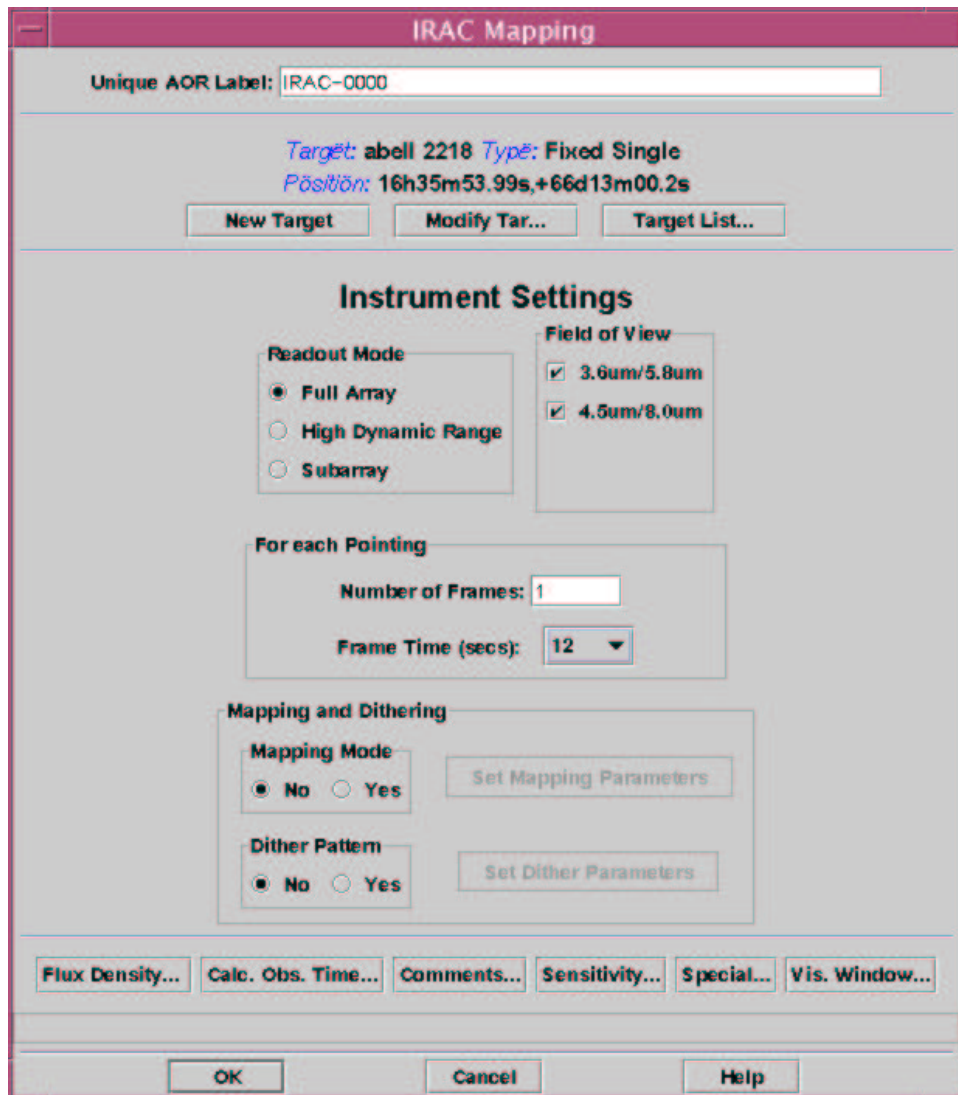 IRAC Mapping
Unique AOR Label: IRAC-0000
Target: abell 2218 Type: Fixed Single
Position: 16h35m53.99s,+66d13m00.2s
New Target Modify Tar... Target List...
Instrument Settings
Readout Mode
Full Array
High Dynamic Range
Subarray
Field of View
3.6um/5.8um
4.5um/8.0um
For each Pointing
Number of Frames: 1
Frame Time (secs): 12
Mapping and Dithering
Mapping Mode
No Yes
Set Mapping Parameters
Dither Pattern
No Yes
Set Dither Parameters
Flux Density... Calc. Obs. Time... Comments... Sensitivity... Special... Vis. Window...
OK Cancel Help